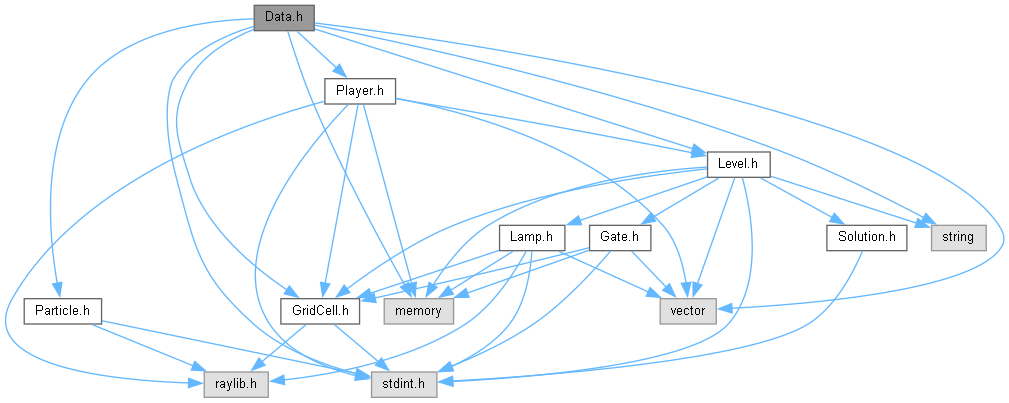 Data.h
Player.h
Level.h
Lamp.h
Gate.h
Solution.h
string
Particle.h
GridCell.h
memory
vector
raylib.h
stdint.h